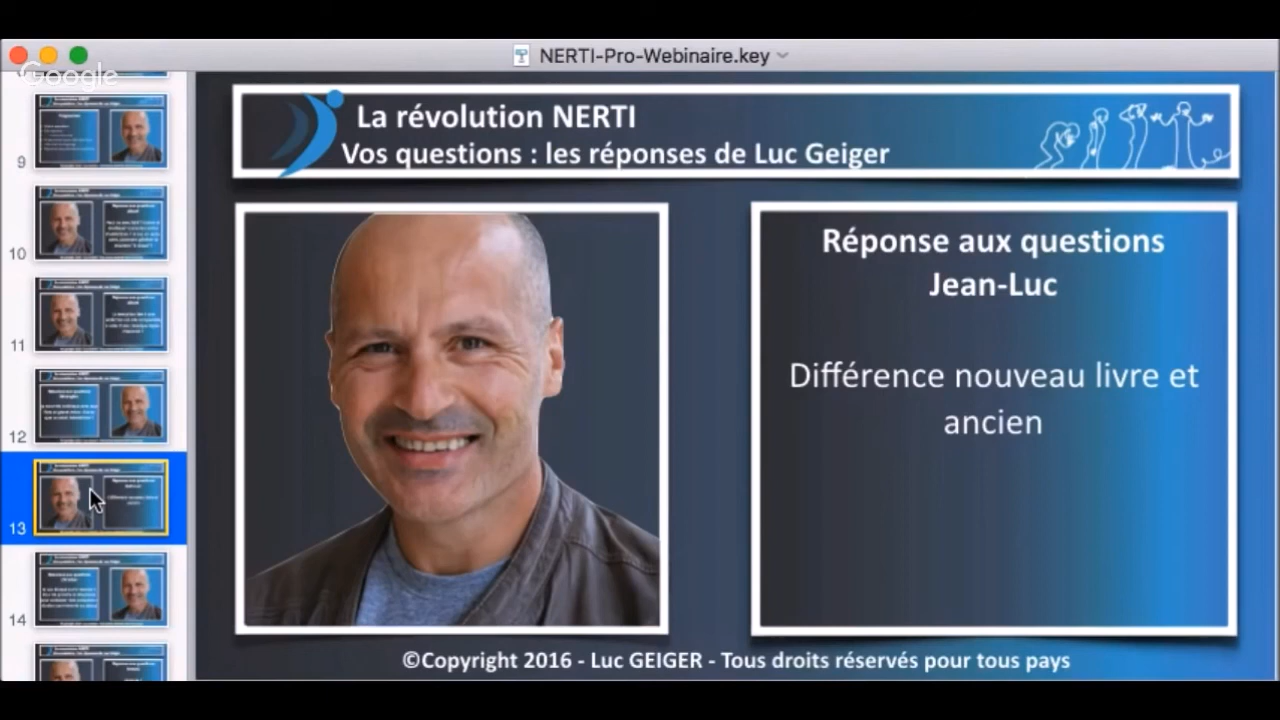 NERTI-Pro-Webinaire.key
Google
La révolution NERTI
Vos questions : les réponses de Luc Geiger
Réponse aux questions
Jean-Luc
Différence nouveau livre et
ancien
©Copyright 2016 - Luc GEIGER - Tous droits réservés pour tous pays
9
10
11
12
13
14